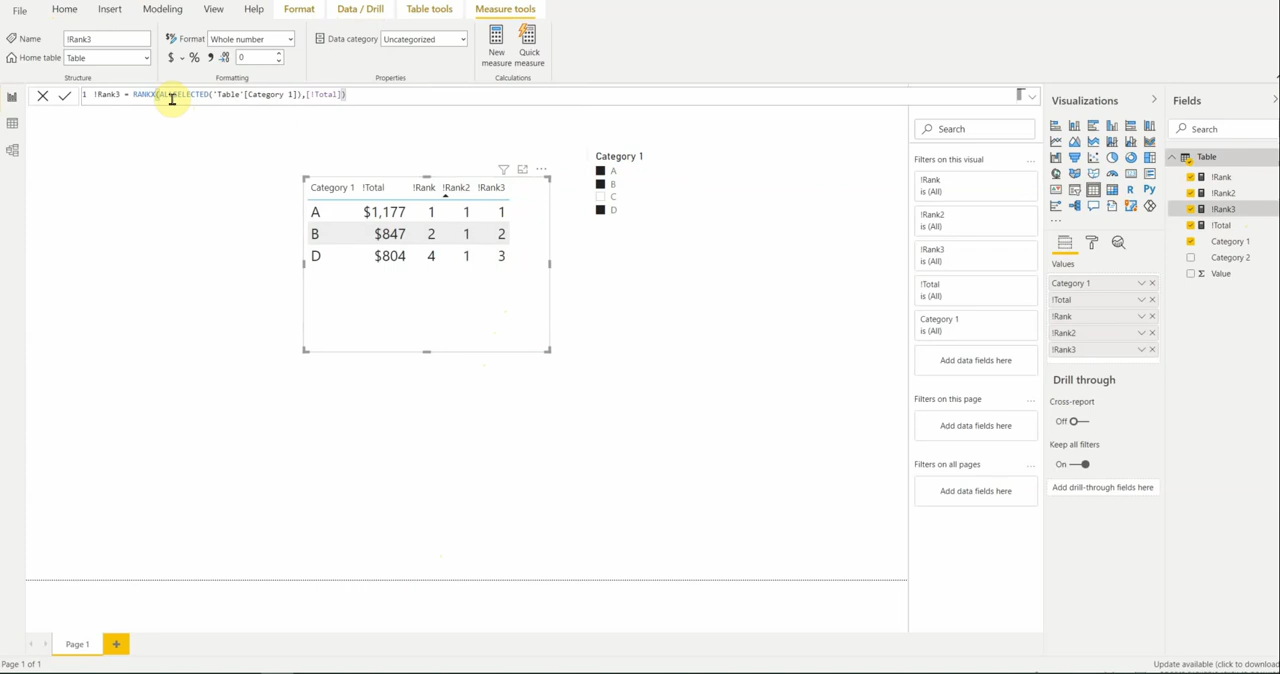 File Home Insert Modeling View Help Format Data / Drill Table tools Measure tools
Name !Rank3
Home table Table
Structure
Format Whole number
$ % 9 0
Formatting
Data category Uncategorized
Properties
New measure
Quick measure
Calculations
1 !Rank3 = RANKX(ALLSELECTED('Table'[Category 1]),[!Total])
Category 1 !Total !Rank !Rank2 !Rank3
A $1,177 1 1 1
B $847 2 1 2
D $804 4 1 3
Category 1
A
B
C
D
Search
Filters on this visual ...
!Rank
is (All)
!Rank2
is (All)
!Rank3
is (All)
!Total
is (All)
Category 1
is (All)
Add data fields here
Filters on this page ...
Add data fields here
Filters on all pages ...
Add data fields here
Visualizations
R Py
...
Values
Category 1
!Total
!Rank
!Rank2
!Rank3
Drill through
Cross-report
Off
Keep all filters
On
Add drill-through fields here
Fields
Search
Table
!Rank
!Rank2
!Rank3
!Total
Category 1
Category 2
Σ Value
Page 1 +
Page 1 of 1
Update available (click to download